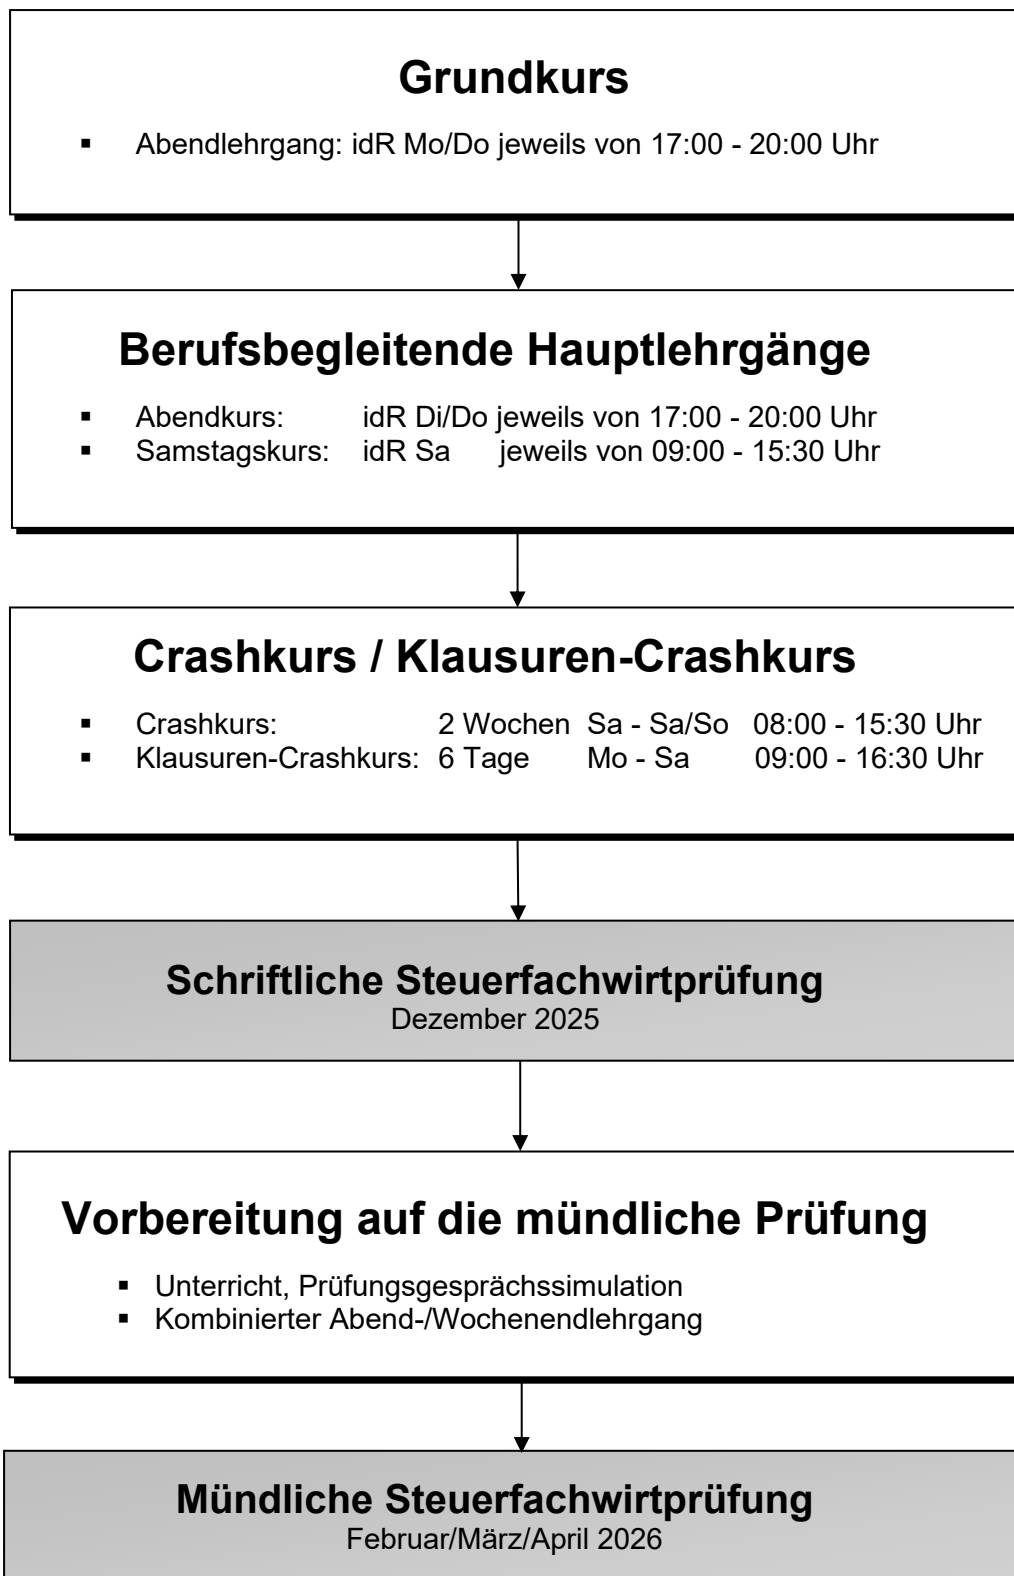 Grundkurs
▪ Abendlehrgang: idR Mo/Do jeweils von 17:00 - 20:00 Uhr
Berufsbegleitende Hauptlehrgänge
▪ Abendkurs: idR Di/Do jeweils von 17:00 - 20:00 Uhr
▪ Samstagskurs: idR Sa jeweils von 09:00 - 15:30 Uhr
Crashkurs / Klausuren-Crashkurs
▪ Crashkurs: 2 Wochen Sa - Sa/So 08:00 - 15:30 Uhr
▪ Klausuren-Crashkurs: 6 Tage Mo - Sa 09:00 - 16:30 Uhr
Schriftliche Steuerfachwirtprüfung
Dezember 2025
Vorbereitung auf die mündliche Prüfung
▪ Unterricht, Prüfungsgesprächssimulation
▪ Kombinierter Abend-/Wochenendlehrgang
Mündliche Steuerfachwirtprüfung
Februar/März/April 2026